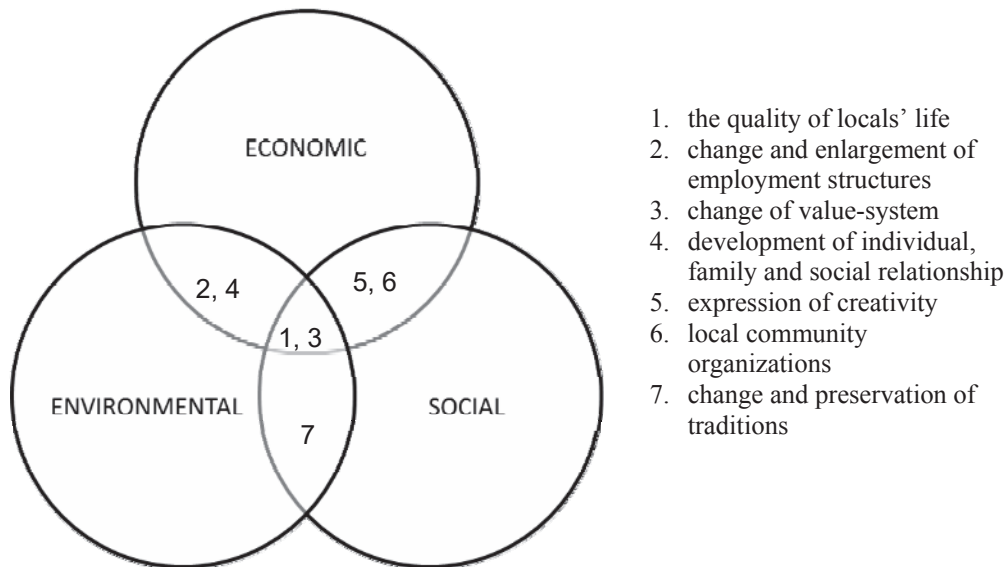 ECONOMIC
2, 4
5, 6
1, 3
ENVIRONMENTAL
SOCIAL
7
1. the quality of locals’ life
2. change and enlargement of
employment structures
3. change of value-system
4. development of individual,
family and social relationship
5. expression of creativity
6. local community
organizations
7. change and preservation of
traditions